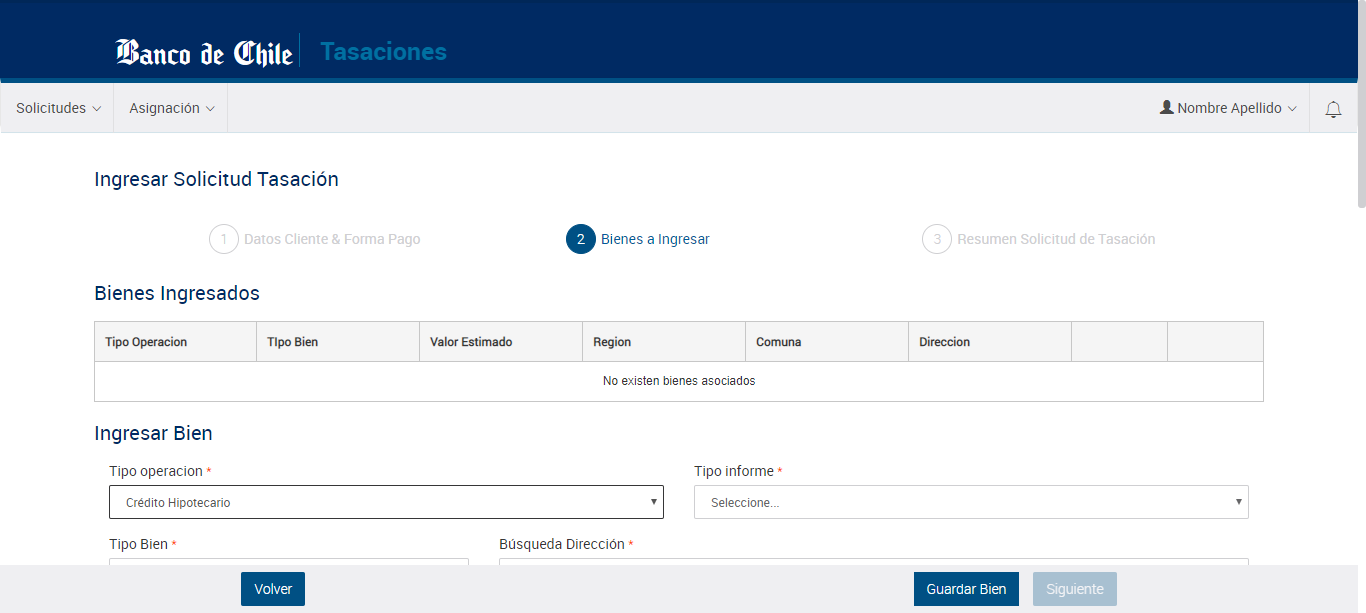 Banco de Chile Tasaciones
Solicitudes Asignación Nombre Apellido
Ingresar Solicitud Tasación
1 Datos Cliente & Forma Pago 2 Bienes a Ingresar 3 Resumen Solicitud de Tasación
Bienes Ingresados
Tipo Operacion TIpo Bien Valor Estimado Region Comuna Direccion
No existen bienes asociados
Ingresar Bien
Tipo operacion * Tipo informe *
Crédito Hipotecario Seleccione...
Tipo Bien * Búsqueda Dirección *
Volver Guardar Bien Siguiente